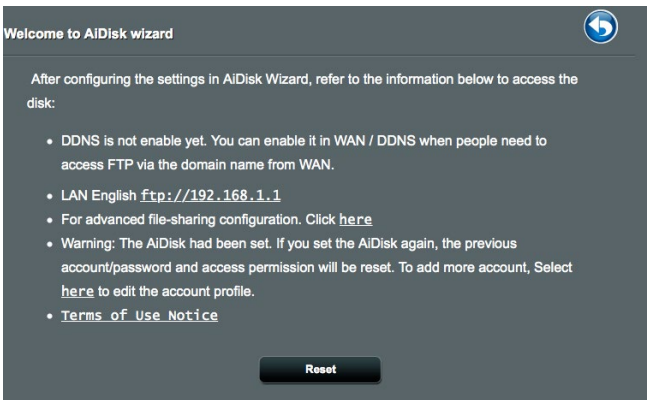 Welcome to AiDisk wizard
After configuring the settings in AiDisk Wizard, refer to the information below to access the
disk:
• DDNS is not enable yet. You can enable it in WAN / DDNS when people need to
access FTP via the domain name from WAN.
• LAN English ftp://192.168.1.1
• For advanced file-sharing configuration. Click here
• Warning: The AiDisk had been set. If you set the AiDisk again, the previous
account/password and access permission will be reset. To add more account, Select
here to edit the account profile.
• Terms of Use Notice
Reset